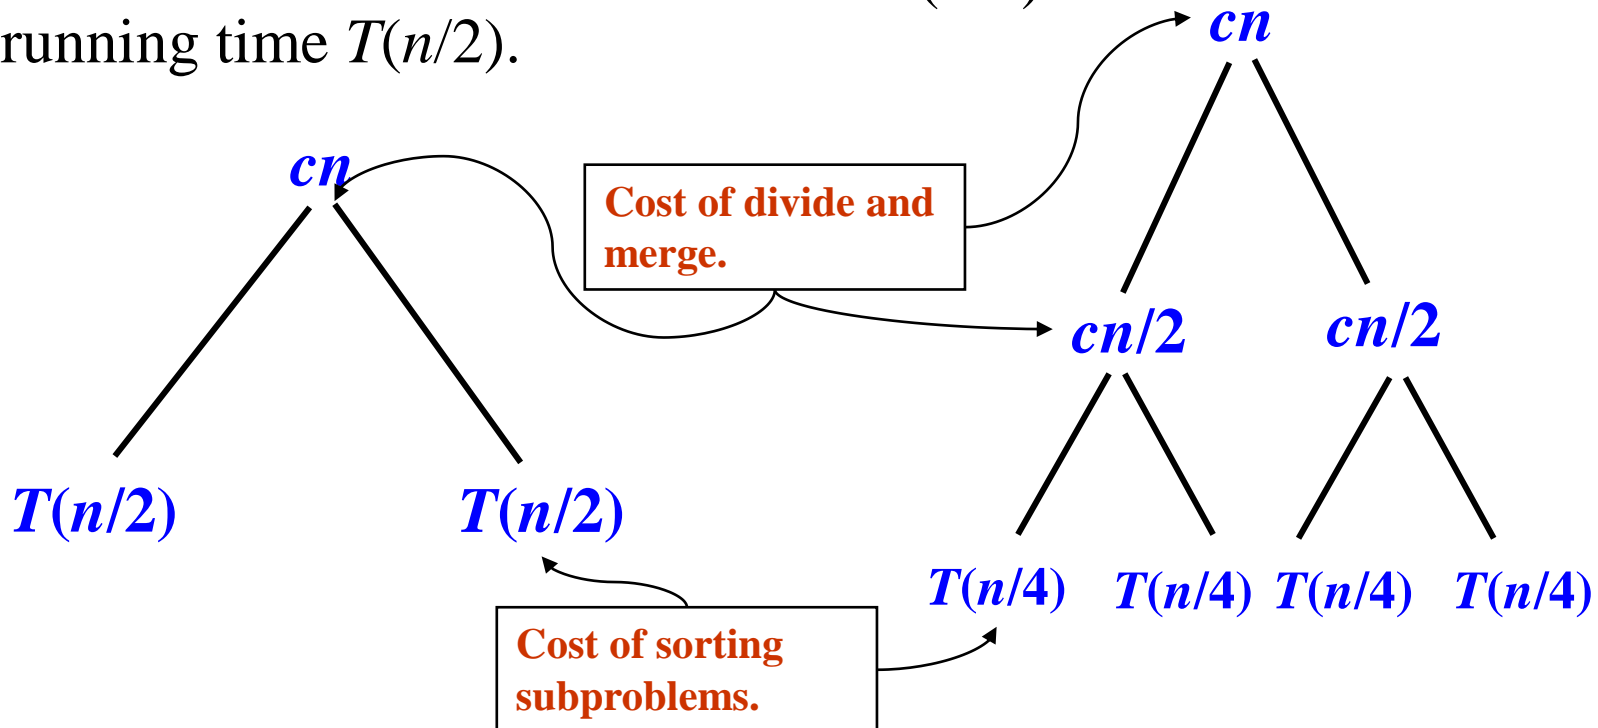 running time T(n/2).
cn
cn
Cost of divide and
merge.
cn/2
cn/2
T(n/2)
T(n/2)
T(n/4)
T(n/4)
T(n/4)
T(n/4)
Cost of sorting
subproblems.